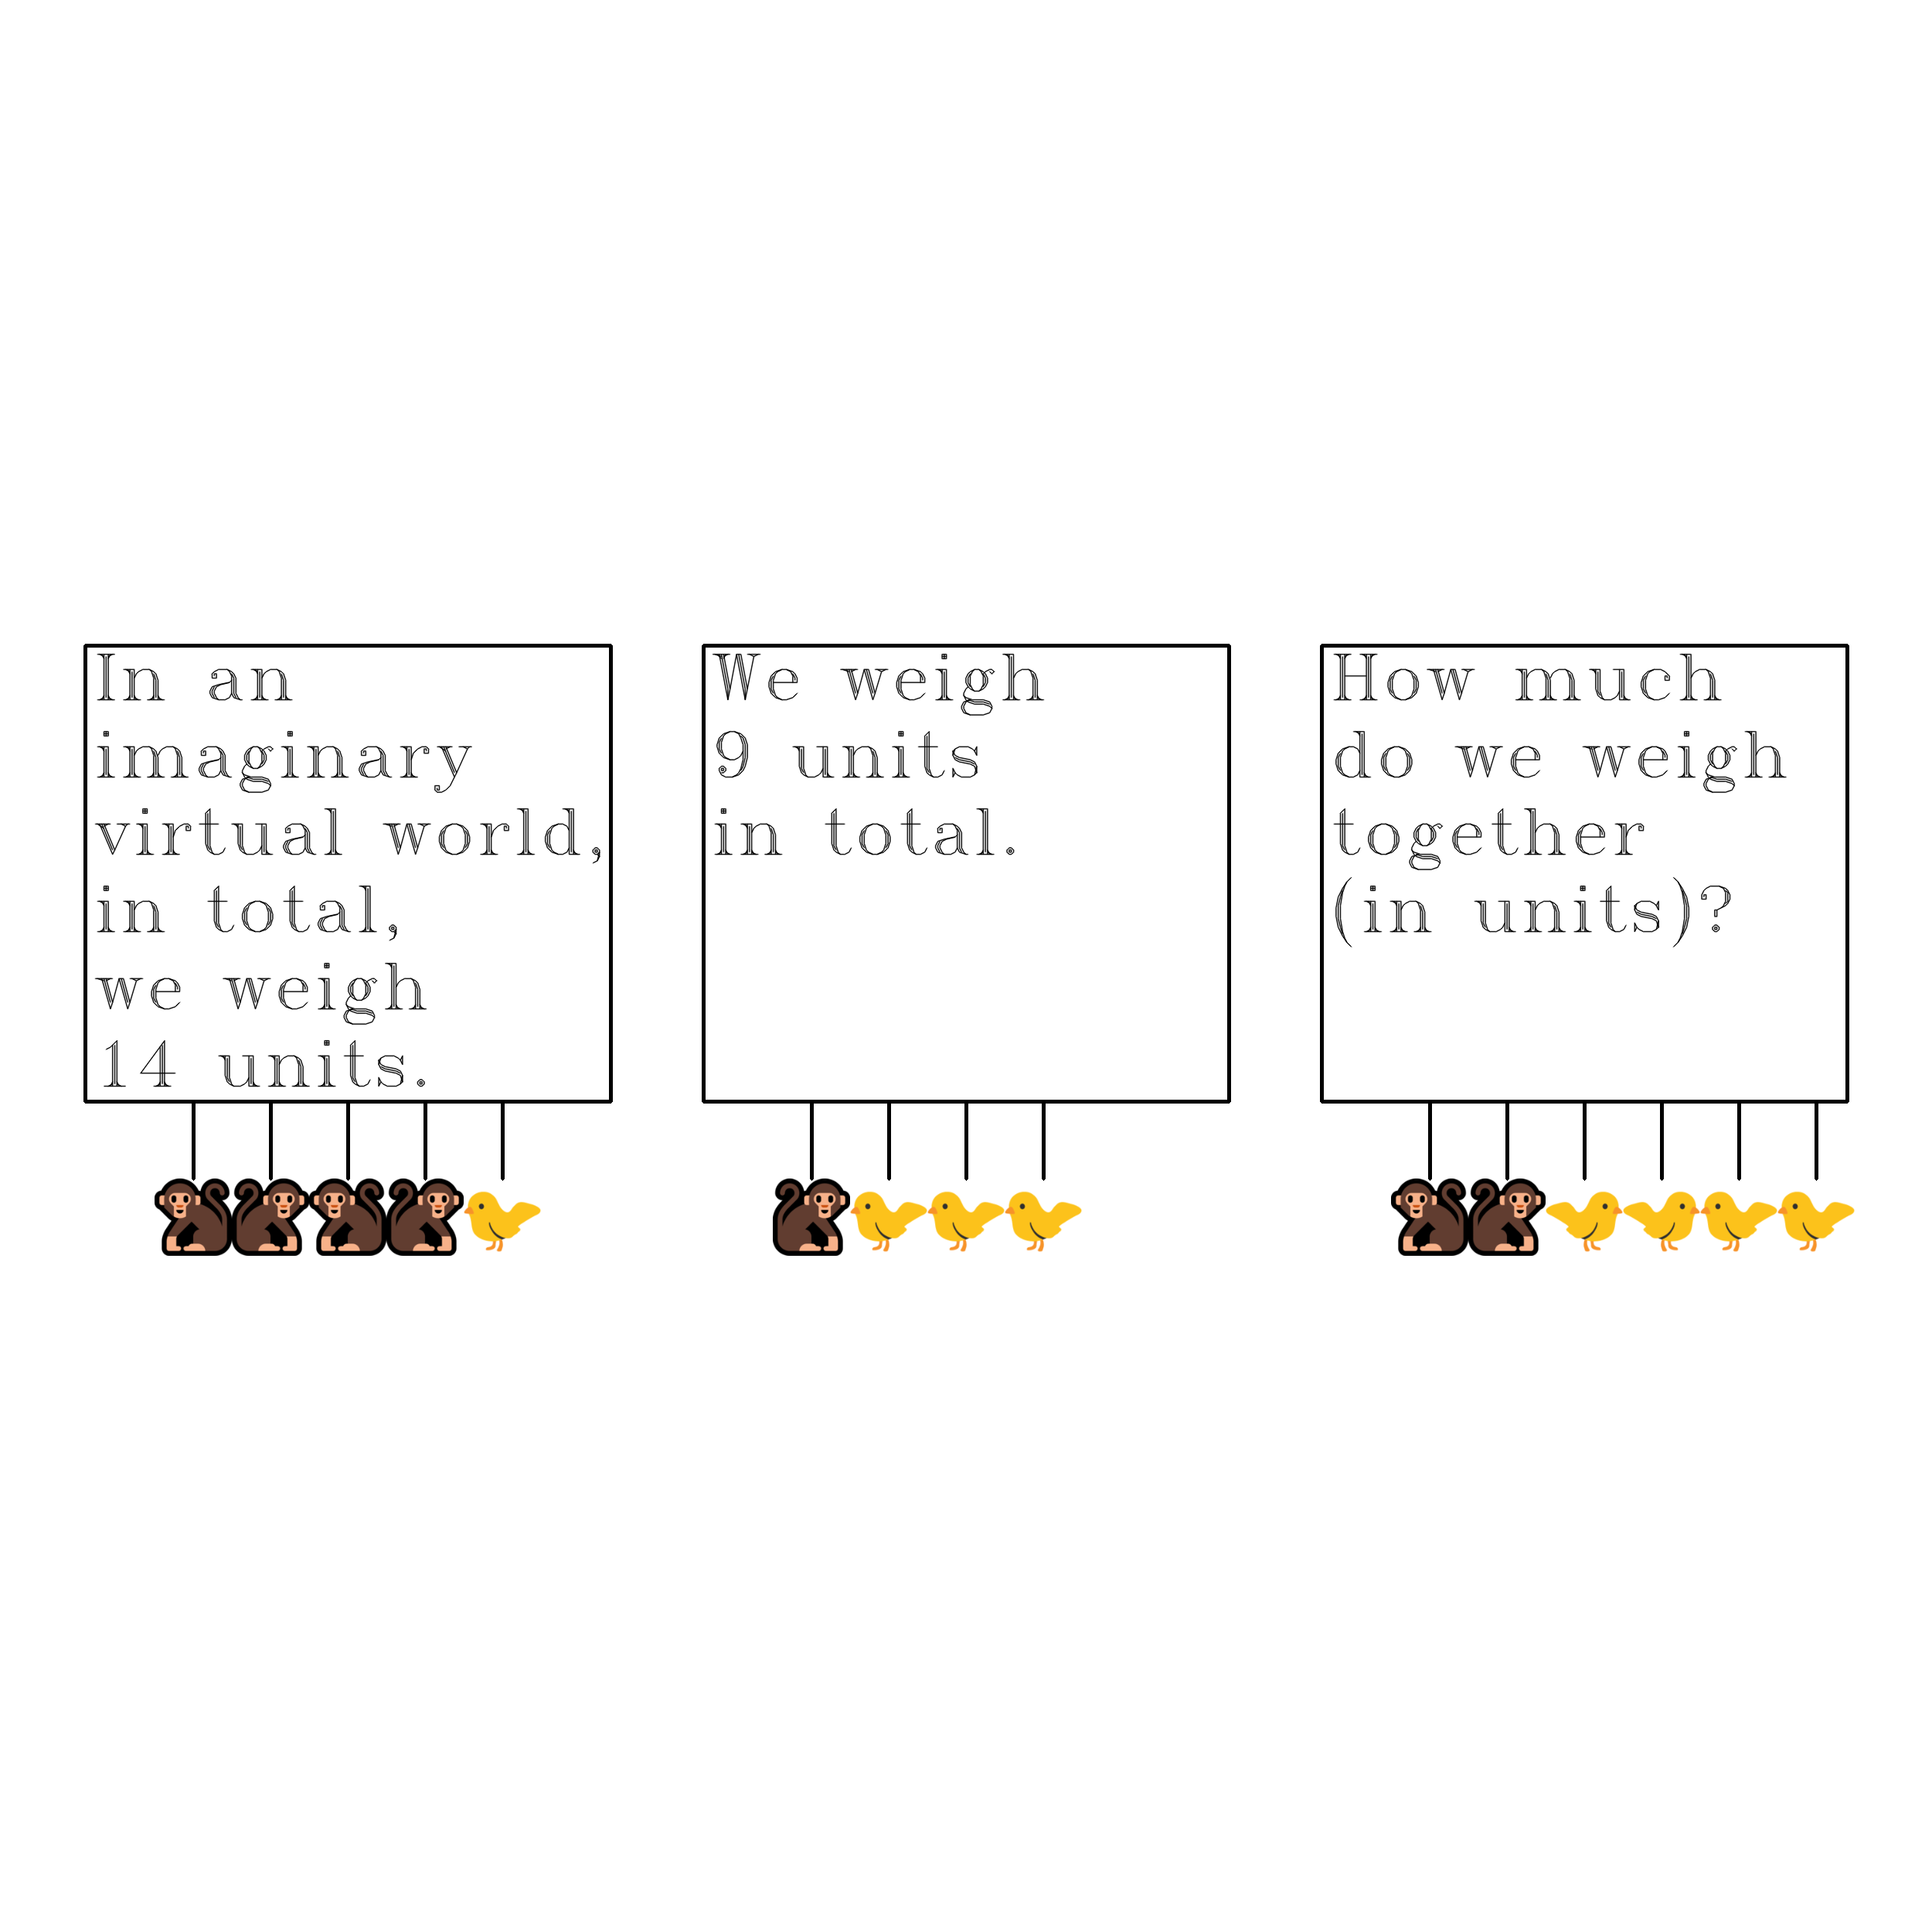 In an
imaginary
virtual world,
in total,
we weigh
14 units.
We weigh
9 units
in total.
How much
do we weigh
together
(in units)?